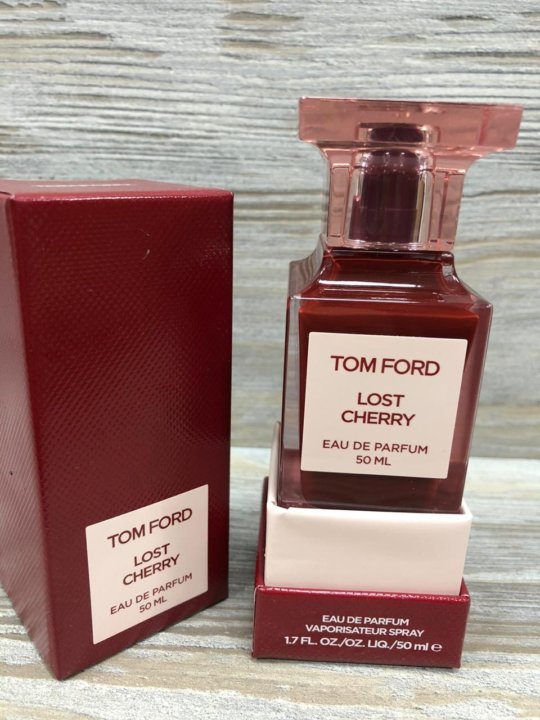 TOM FORD
LOST
CHERRY
EAU DE PARFUM
50 ML
TOM FORD
LOST
CHERRY
EAU DE PARFUM
50 ML
EAU DE PARFUM
VAPORISATEUR SPRAY
1.7 FL. OZ./OZ. LIQ./50 ml e